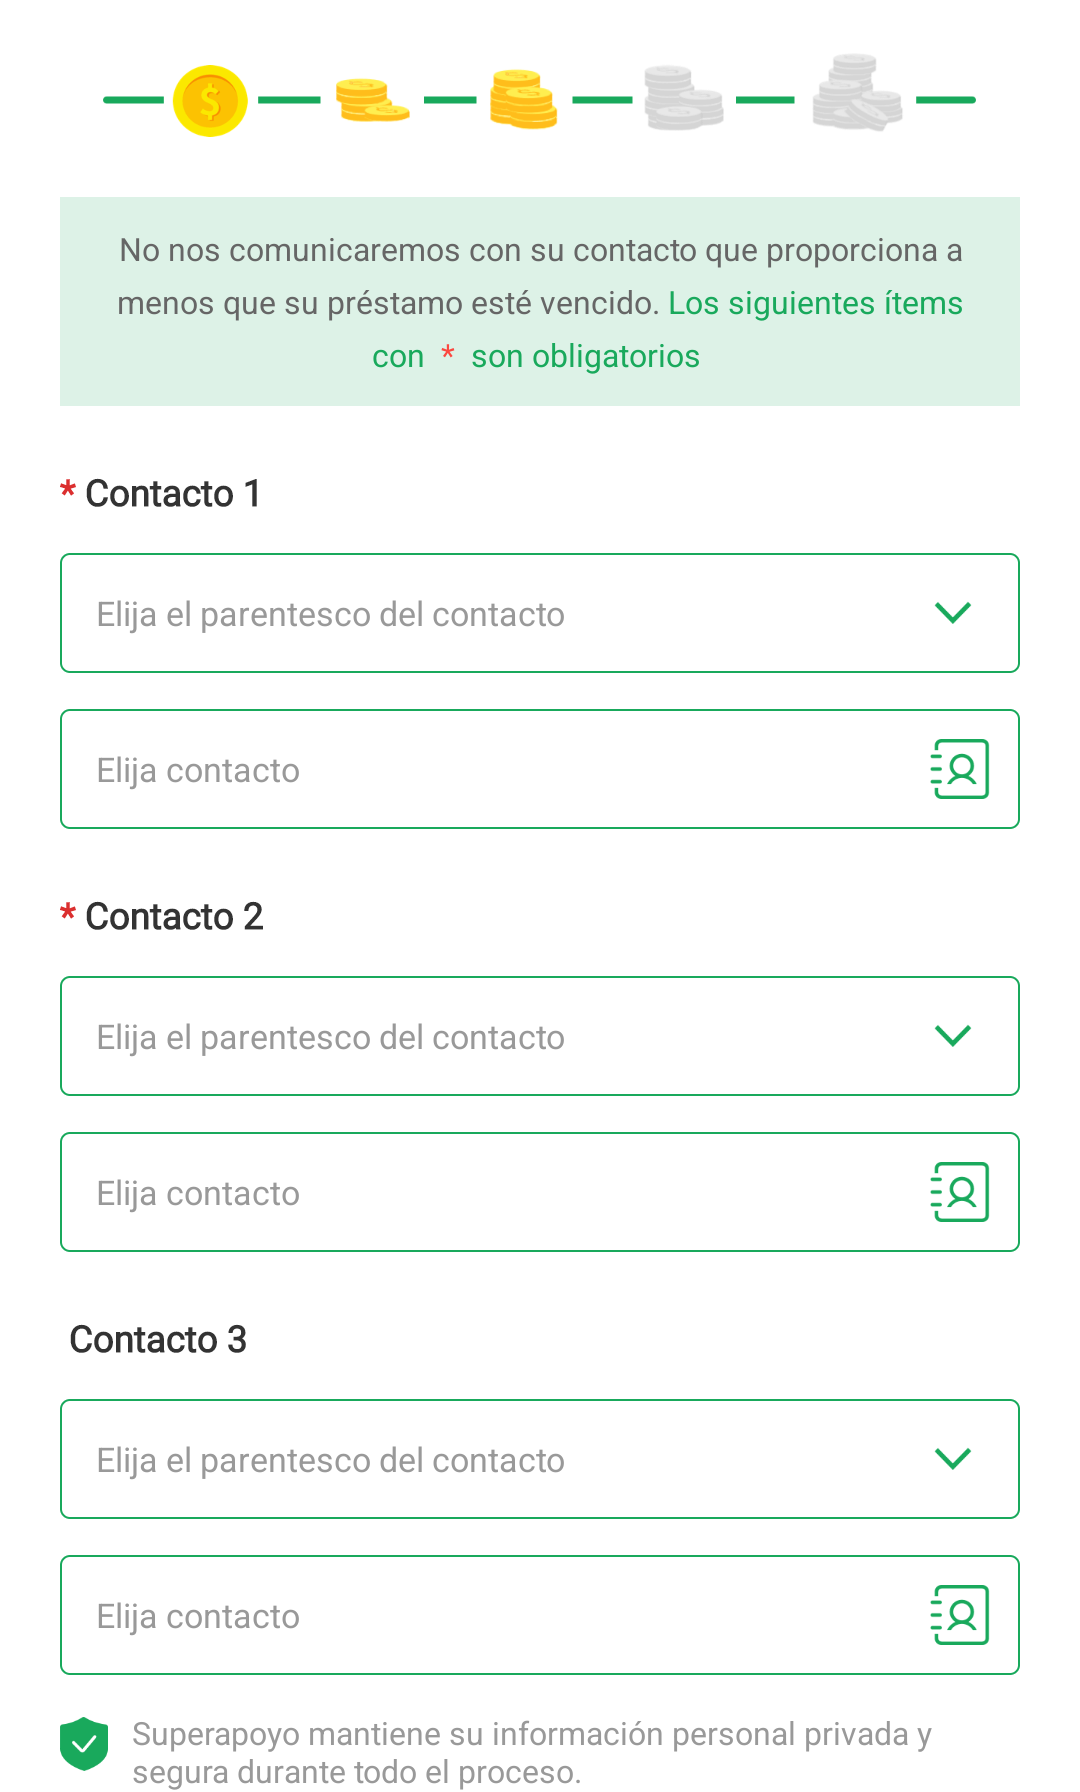 No nos comunicaremos con su contacto que proporciona a
menos que su préstamo esté vencido. Los siguientes ítems
con * son obligatorios
* Contacto 1
Elija el parentesco del contacto
Elija contacto
* Contacto 2
Elija el parentesco del contacto
Elija contacto
Contacto 3
Elija el parentesco del contacto
Elija contacto
Superapoyo mantiene su información personal privada y
segura durante todo el proceso.